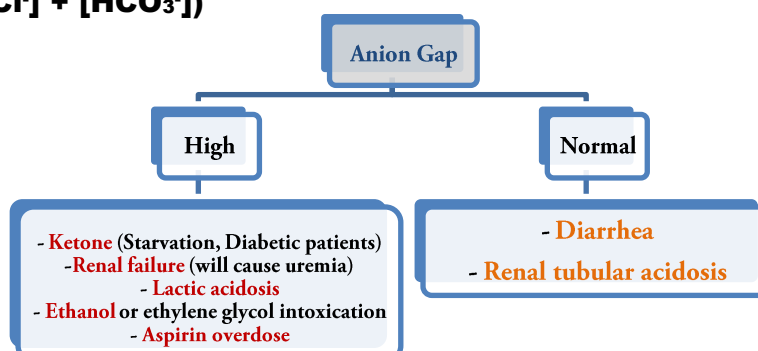 Cl⁻] + [HCO₃⁻])
Anion Gap
High
Normal
- Ketone (Starvation, Diabetic patients)
-Renal failure (will cause uremia)
- Lactic acidosis
- Ethanol or ethylene glycol intoxication
- Aspirin overdose
- Diarrhea
- Renal tubular acidosis